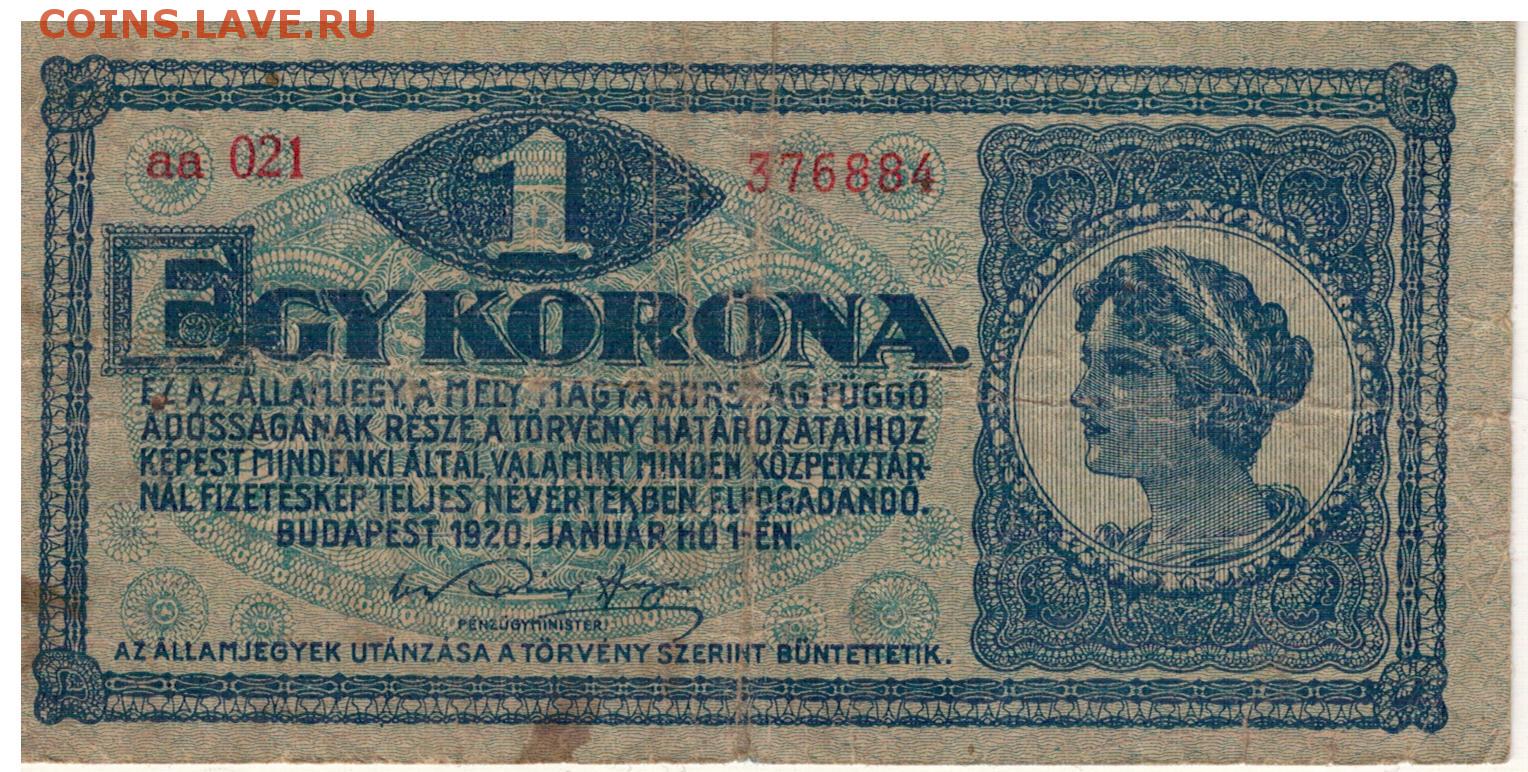 COINS.LAVE.RU
aa 021
1
376884
EGY KORONA.
EZ AZ ÁLLAMJEGY, A MELY MAGYARORSZÁG FÜGGŐ
ADÓSSÁGÁNAK RÉSZE, A TÖRVÉNY HATÁROZATAIHOZ
KÉPEST MINDENKI ÁLTAL, VALAMINT MINDEN KÖZPÉNZTÁR-
NÁL FIZETÉSKÉP TELJES NÉVÉRTÉKBEN ELFOGADANDÓ.
BUDAPEST, 1920. JANUÁR HÓ 1-ÉN.
PÉNZÜGYMINISTER.
AZ ÁLLAMJEGYEK UTÁNZÁSA A TÖRVÉNY SZERINT BÜNTETTETIK.